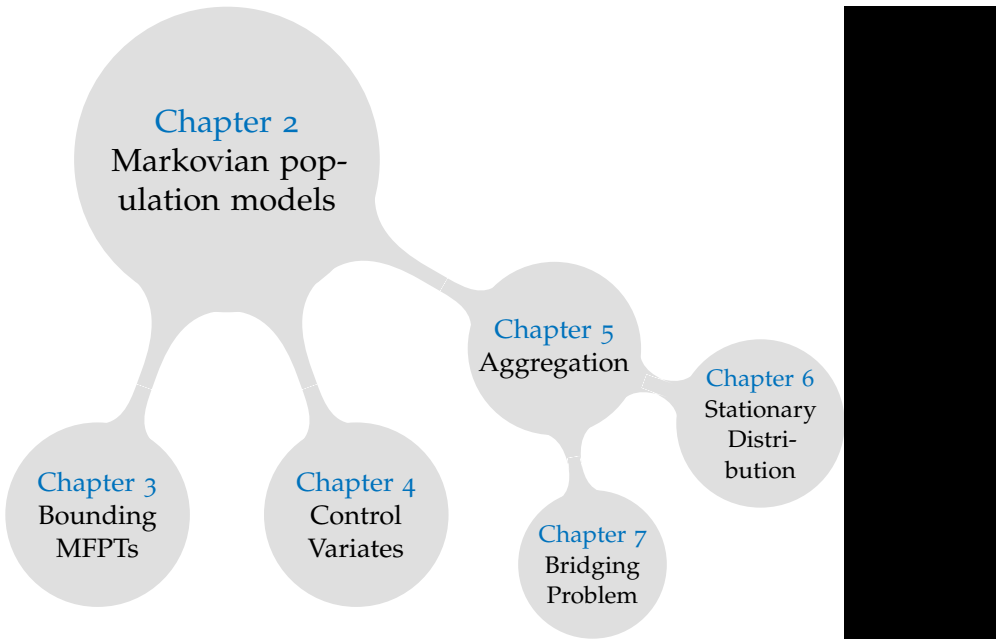 Chapter 2
Markovian pop-
ulation models
Chapter 5
Aggregation
Chapter 6
Stationary
Distri-
bution
Chapter 3
Bounding
MFPTs
Chapter 4
Control
Variates
Chapter 7
Bridging
Problem